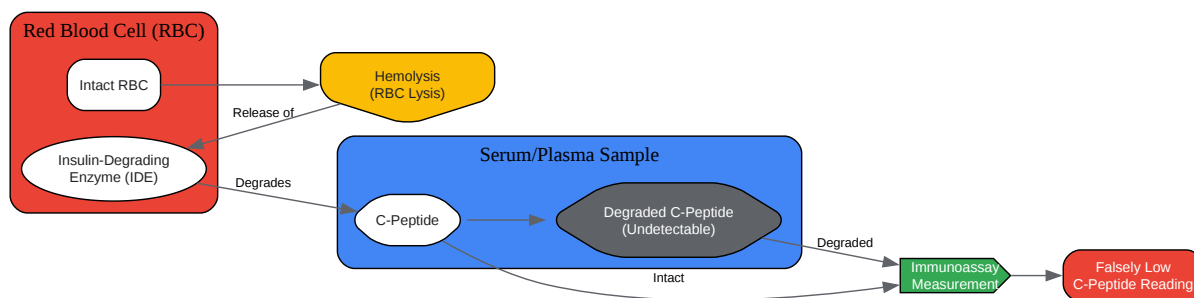 Red Blood Cell (RBC)
Intact RBC
Hemolysis
(RBC Lysis)
Release of
Insulin-Degrading
Enzyme (IDE)
Degrades
Serum/Plasma Sample
C-Peptide
Degraded C-Peptide
(Undetectable)
Degraded
Intact
Immunoassay
Measurement
Falsely Low
C-Peptide Reading